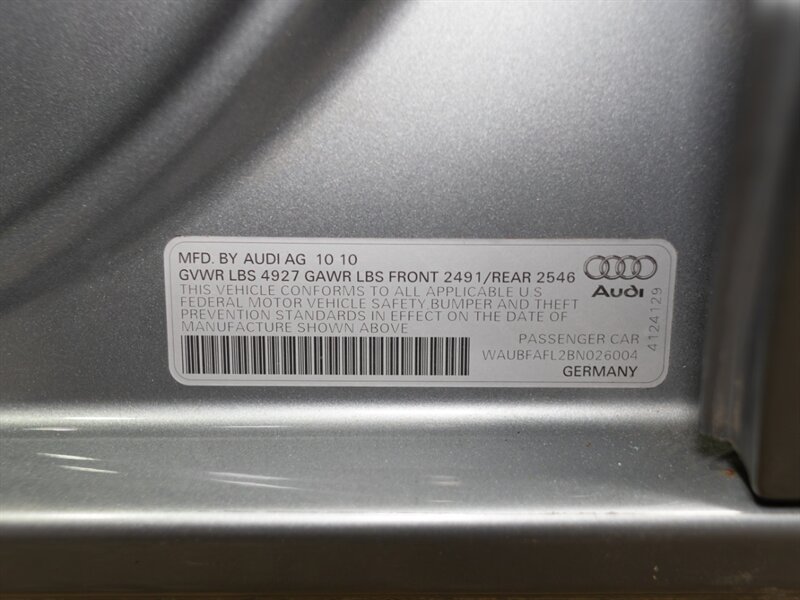 MFD. BY AUDI AG 10 10
GVWR LBS 4927 GAWR LBS FRONT 2491/REAR 2546
THIS VEHICLE CONFORMS TO ALL APPLICABLE U S
FEDERAL MOTOR VEHICLE SAFETY, BUMPER AND THEFT
PREVENTION STANDARDS IN EFFECT ON THE DATE OF
MANUFACTURE SHOWN ABOVE
Audi
4124129
PASSENGER CAR
WAUBFAFL2BN026004
GERMANY